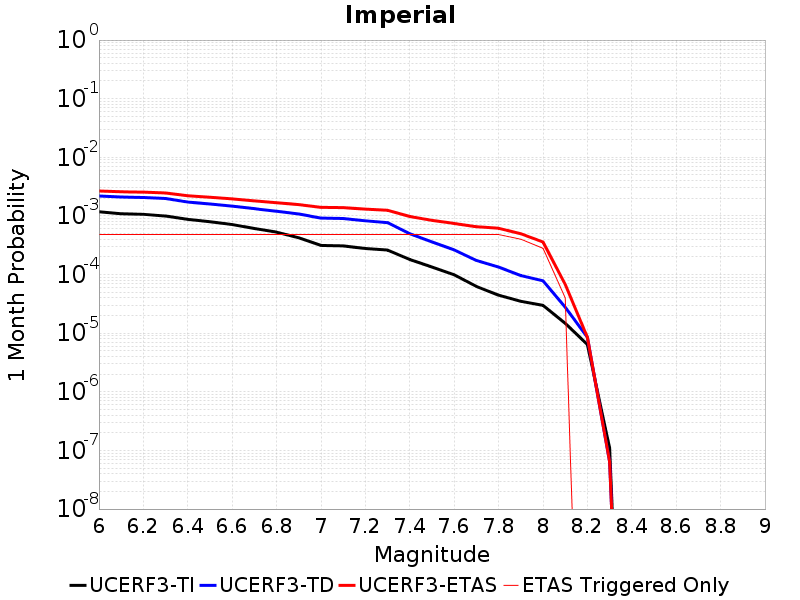 Imperial
1 Month Probability
10^0
10^-1
10^-2
10^-3
10^-4
10^-5
10^-6
10^-7
10^-8
6 6.2 6.4 6.6 6.8 7 7.2 7.4 7.6 7.8 8 8.2 8.4 8.6 8.8 9
Magnitude
UCERF3-TI UCERF3-TD UCERF3-ETAS ETAS Triggered Only